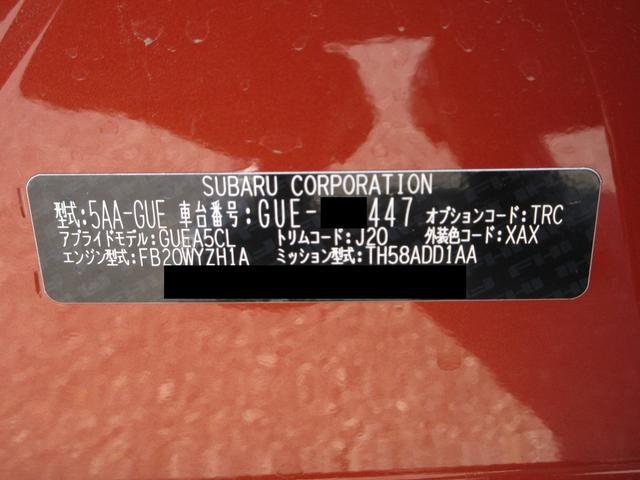 SUBARU CORPORATION
型式:5AA-GUE 車台番号:GUE- 447 オプションコード:TRC
アプライドモデル:GUEA5CL トリムコード:J20 外装色コード:XAX
エンジン型式:FB20WYZH1A ミッション型式:TH58ADD1AA